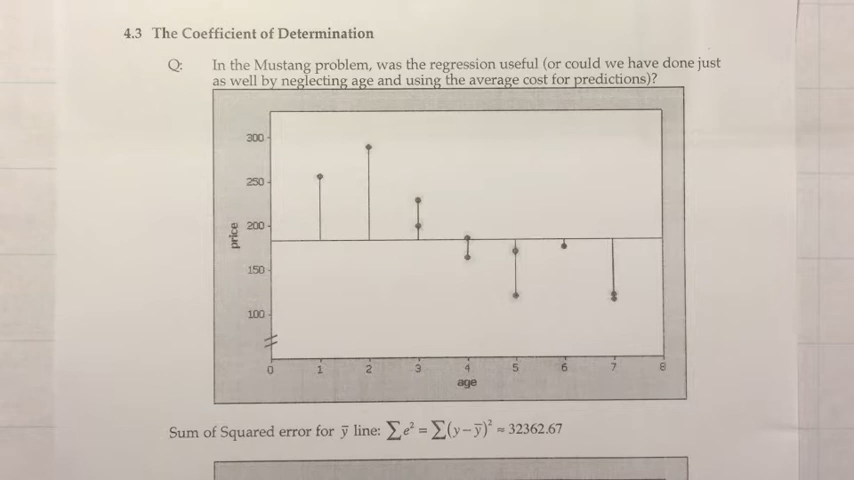 4.3 The Coefficient of Determination
Q: In the Mustang problem, was the regression useful (or could we have done just
as well by neglecting age and using the average cost for predictions)?
300
250
200
150
100
price
0 1 2 3 4 5 6 7 8
age
Sum of Squared error for ȳ line: ∑e² = ∑(y−ȳ)² ≈ 32362.67